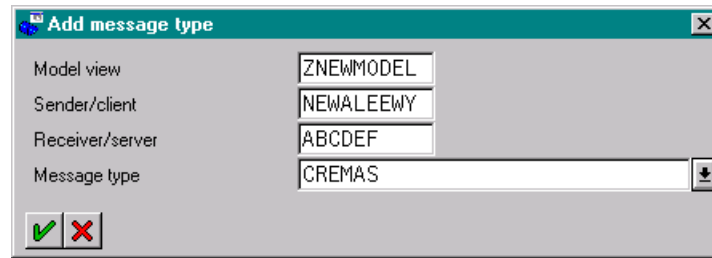 Add message type
Model view ZNEWMODEL
Sender/client NEWALEEWY
Receiver/server ABCDEF
Message type CREMAS